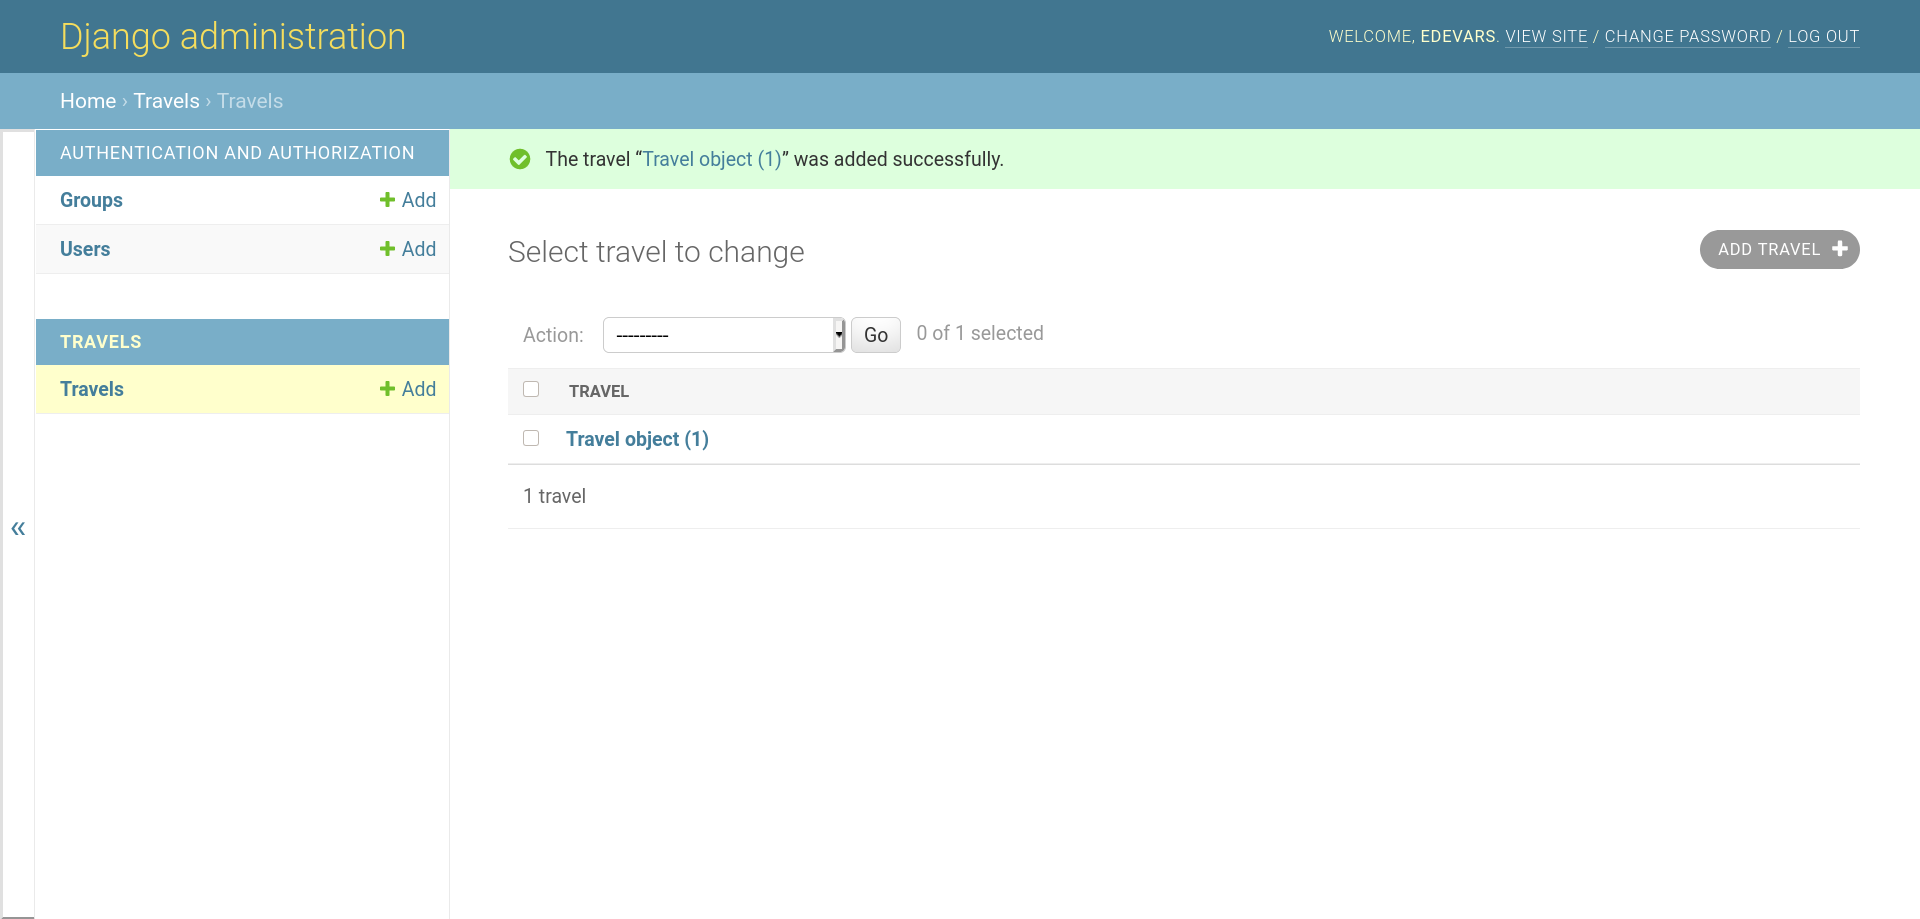 Django administration
WELCOME, EDEVARS. VIEW SITE / CHANGE PASSWORD / LOG OUT
Home › Travels › Travels
AUTHENTICATION AND AUTHORIZATION
Groups
Add
Users
Add
TRAVELS
Travels
Add
«
The travel “Travel object (1)” was added successfully.
Select travel to change
ADD TRAVEL
Action: --------- Go 0 of 1 selected
TRAVEL
Travel object (1)
1 travel